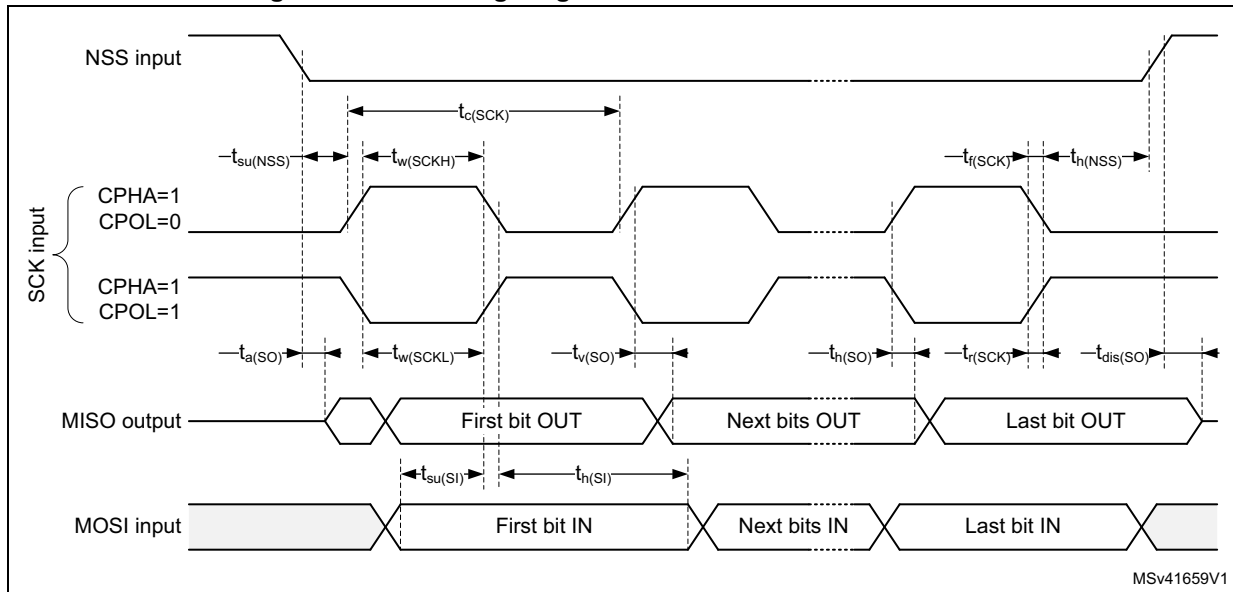 NSS input
tc(SCK)
tsu(NSS) tw(SCKH) tf(SCK) th(NSS)
SCK input
CPHA=1
CPOL=0
CPHA=1
CPOL=1
ta(SO) tw(SCKL) tv(SO) th(SO) tr(SCK) tdis(SO)
MISO output First bit OUT Next bits OUT Last bit OUT
tsu(SI) th(SI)
MOSI input First bit IN Next bits IN Last bit IN
MSv41659V1